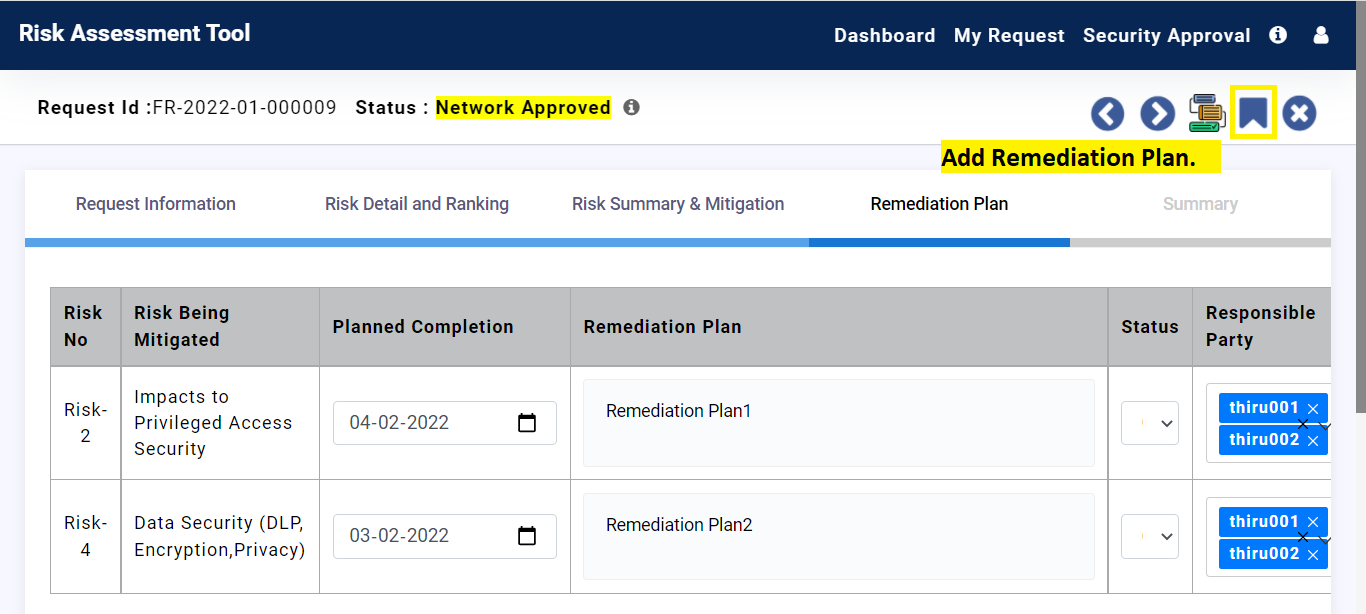 Risk Assessment Tool
Dashboard My Request Security Approval
Request Id :FR-2022-01-000009 Status : Network Approved
Add Remediation Plan.
Request Information Risk Detail and Ranking Risk Summary & Mitigation Remediation Plan Summary
Risk No
Risk Being Mitigated
Planned Completion
Remediation Plan
Status
Responsible Party
Risk-
2
Impacts to
Privileged Access
Security
04-02-2022
Remediation Plan1
thiru001 ×
thiru002 ×
Risk-
4
Data Security (DLP,
Encryption,Privacy)
03-02-2022
Remediation Plan2
thiru001 ×
thiru002 ×